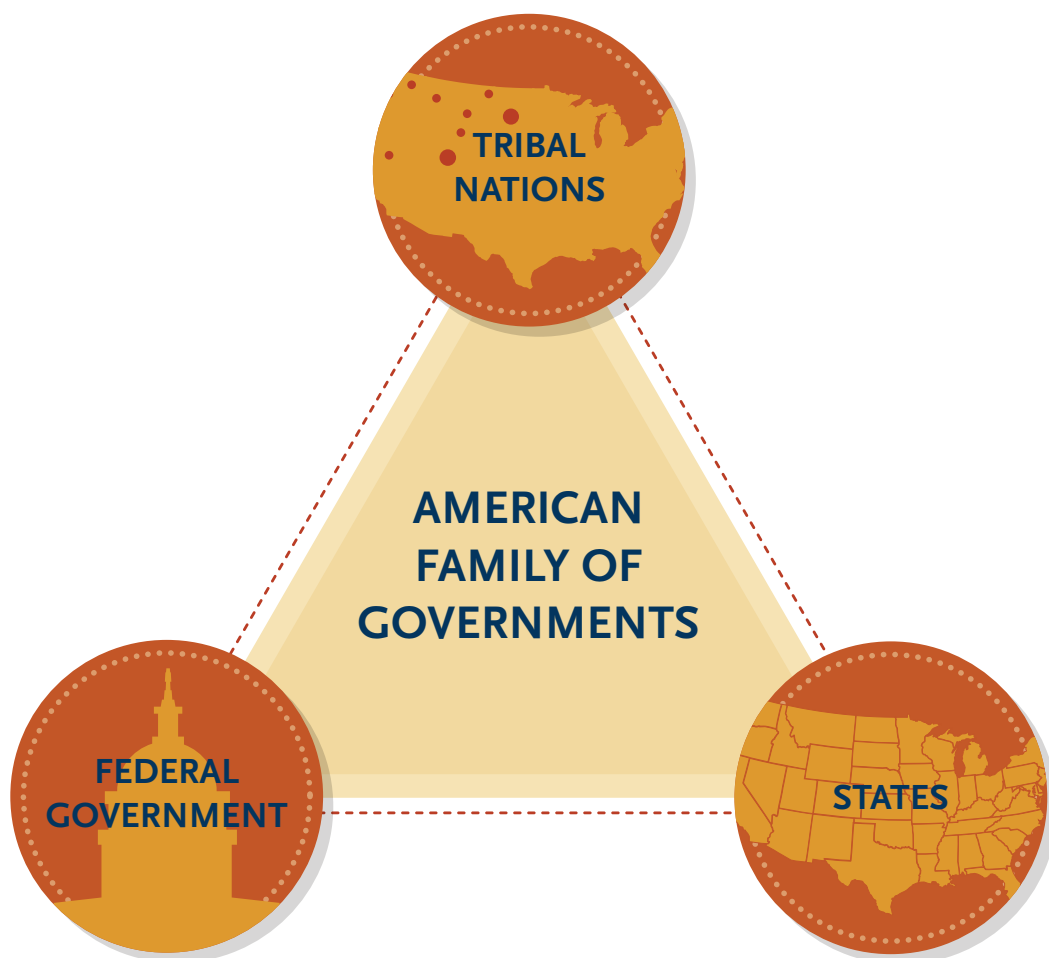 TRIBAL
NATIONS
AMERICAN
FAMILY OF
GOVERNMENTS
FEDERAL
GOVERNMENT
STATES